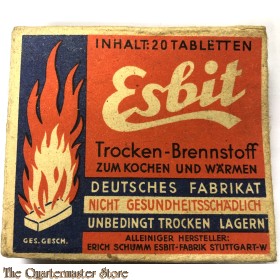 INHALT: 20 TABLETTEN
Esbit
Trocken-Brennstoff
ZUM KOCHEN UND WÄRMEN
DEUTSCHES FABRIKAT
NICHT GESUNDHEITSSCHÄDLICH
UNBEDINGT TROCKEN LAGERN
GES. GESCH.
ALLEINIGER HERSTELLER:
ERICH SCHUMM ESBIT-FABRIK STUTTGART-W
© The Quartermaster Store